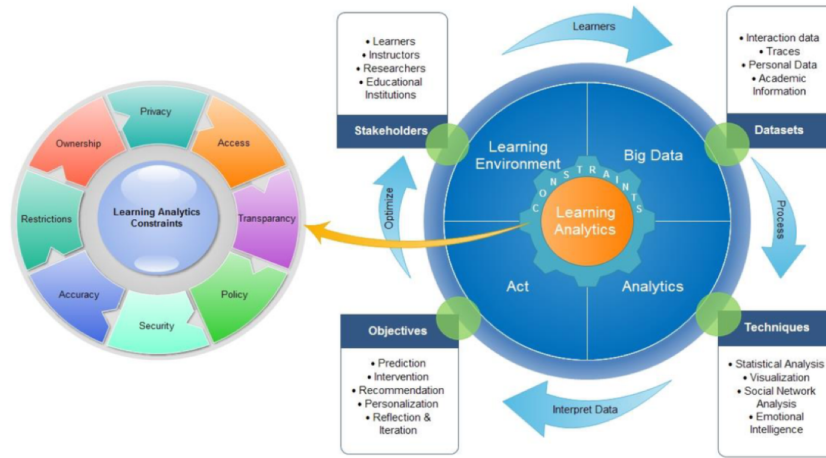 Privacy
Access
Transparancy
Policy
Security
Accuracy
Restrictions
Ownership
Learning Analytics
Constraints
• Learners
• Instructors
• Researchers
• Educational
Institutions
Stakeholders
Learners
• Interaction data
• Traces
• Personal Data
• Academic
Information
Datasets
Process
Techniques
• Statistical Analysis
• Visualization
• Social Network
Analysis
• Emotional
Intelligence
Interpret Data
Objectives
• Prediction
• Intervention
• Recommendation
• Personalization
• Reflection &
Iteration
Optimize
Learning
Environment
Big Data
Analytics
Act
CONSTRAINTS
Learning
Analytics